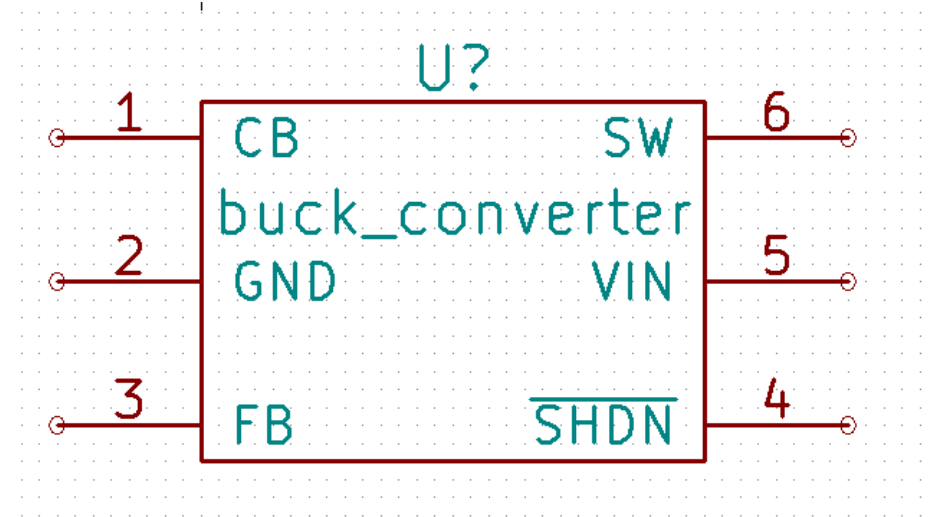 U?
1 CB SW 6
buck_converter
2 GND VIN 5
3 FB SHDN 4